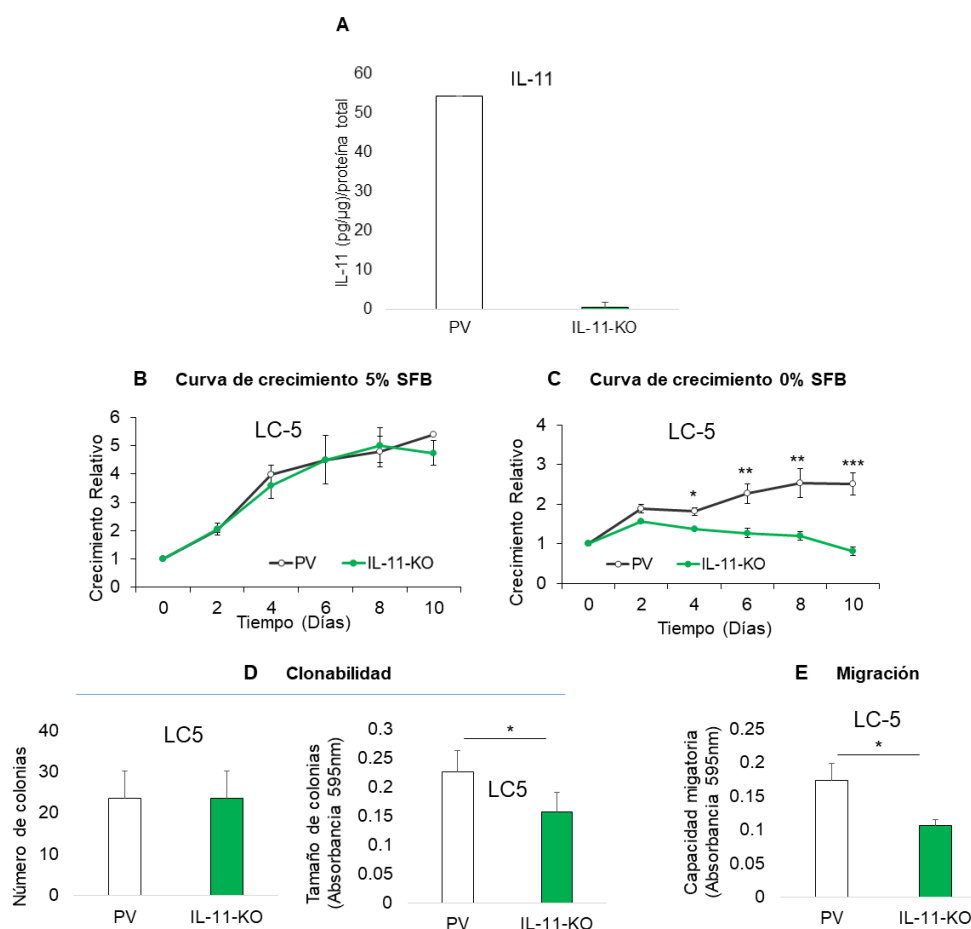 A
IL-11
IL-11 (pg/µg)/proteína total
60
50
40
30
20
10
0
PV
IL-11-KO
B Curva de crecimiento 5% SFB
LC-5
Crecimiento Relativo
6
5
4
3
2
1
0
PV
IL-11-KO
0 2 4 6 8 10
Tiempo (Días)
C Curva de crecimiento 0% SFB
LC-5
Crecimiento Relativo
4
3
2
1
0
* ** ** ***
PV
IL-11-KO
0 2 4 6 8 10
Tiempo (Días)
D Clonabilidad
LC5
Número de colonias
40
30
20
10
0
PV
IL-11-KO
Tamaño de colonias
(Absorbancia 595nm)
0.3
0.25
0.2
0.15
0.1
0.05
0
*
LC5
PV
IL-11-KO
E Migración
LC-5
Capacidad migatoria
(Absorbancia 595nm)
0.25
0.2
0.15
0.1
0.05
0
*
PV
IL-11-KO